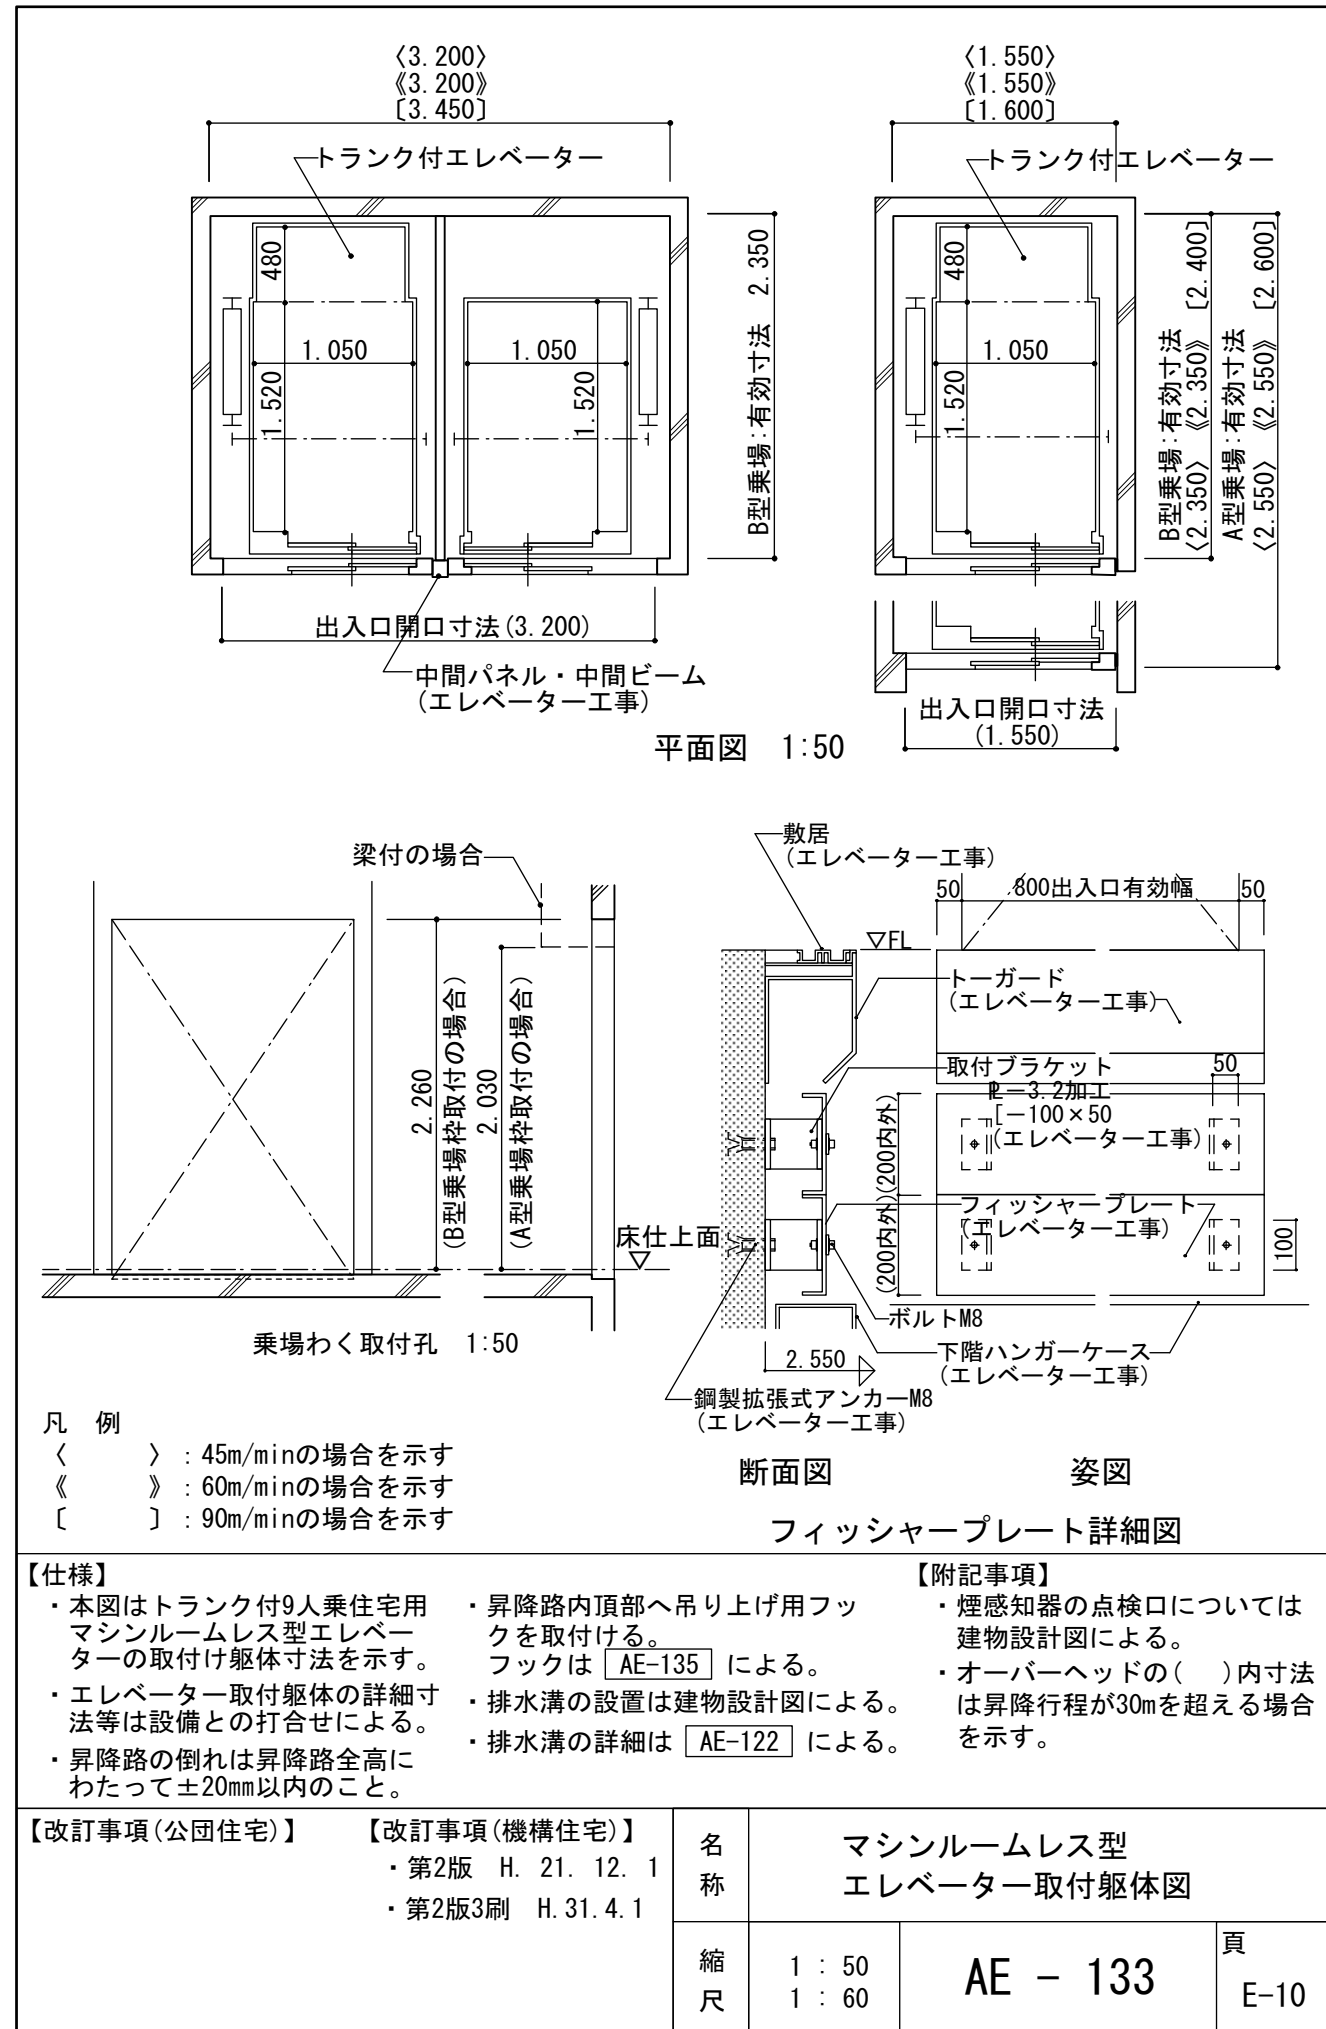 〈3.200〉
《3.200》
〔3.450〕
トランク付エレベーター
480
1.050
1.520
1.050
1.520
B型乗場:有効寸法 2.350
出入口開口寸法(3.200)
中間パネル・中間ビーム
(エレベーター工事)
〈1.550〉
《1.550》
〔1.600〕
トランク付エレベーター
480
1.050
1.520
B型乗場:有効寸法 〔2.400〕
〈2.350〉 《2.350》
A型乗場:有効寸法 〔2.600〕
〈2.550〉 《2.550》
出入口開口寸法
(1.550)
平面図 1:50
梁付の場合
2.260
(B型乗場枠取付の場合)
2.030
(A型乗場枠取付の場合)
床仕上面
乗場わく取付孔 1:50
敷居
(エレベーター工事)
50
800出入口有効幅
50
▽FL
トーガード
(エレベーター工事)
取付ブラケット
PL-3.2加工
[-100×50
(エレベーター工事)
50
(200内外)
(200内外)
フィッシャープレート
(エレベーター工事)
100
ボルトM8
2.550
下階ハンガーケース
(エレベーター工事)
鋼製拡張式アンカーM8
(エレベーター工事)
断面図
姿図
フィッシャープレート詳細図
凡 例
〈 〉:45m/minの場合を示す
《 》:60m/minの場合を示す
〔 〕:90m/minの場合を示す
【仕様】
・本図はトランク付9人乗住宅用
マシンルームレス型エレベー
ターの取付け躯体寸法を示す。
・エレベーター取付躯体の詳細寸
法等は設備との打合せによる。
・昇降路の倒れは昇降路全高に
わたって±20mm以内のこと。
・昇降路内頂部へ吊り上げ用フッ
クを取付ける。
フックは AE-135 による。
・排水溝の設置は建物設計図による。
・排水溝の詳細は AE-122 による。
【附記事項】
・煙感知器の点検口については
建物設計図による。
・オーバーヘッドの( )内寸法
は昇降行程が30mを超える場合
を示す。
【改訂事項(公団住宅)】
【改訂事項(機構住宅)】
・第2版 H. 21. 12. 1
・第2版3刷 H.31.4.1
名称
マシンルームレス型
エレベーター取付躯体図
縮尺
1 : 50
1 : 60
AE - 133
頁
E-10